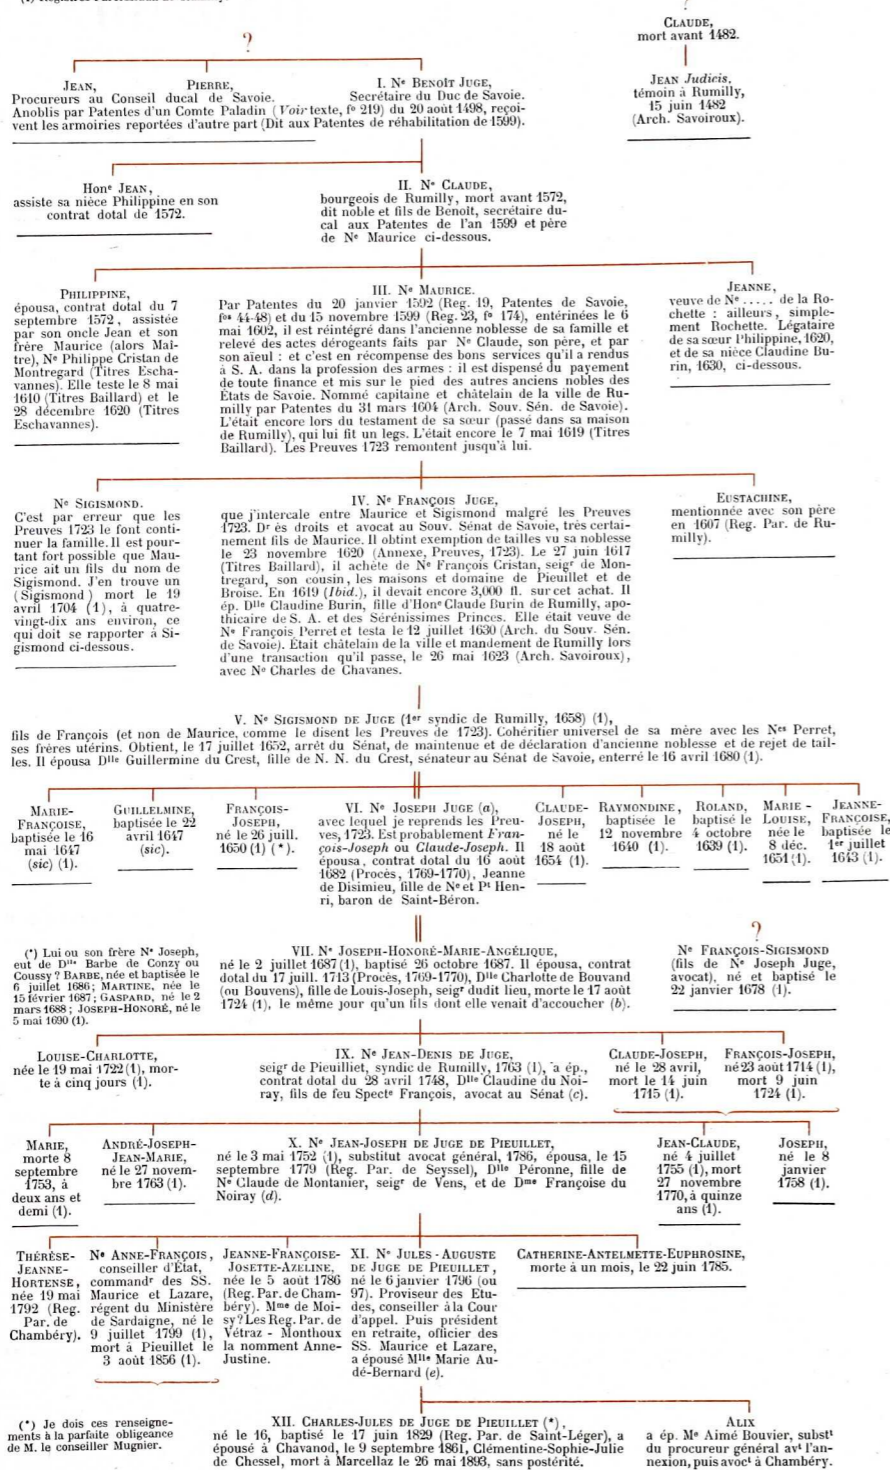 ?
CLAUDE,
mort avant 1482.
JEAN Judicis,
témoin à Rumilly,
15 juin 1482
(Arch. Savoiroux).
?
JEAN, PIERRE,
Procureurs au Conseil ducal de Savoie.
I. Ne BENOÎT JUGE,
Secrétaire du Duc de Savoie.
Anoblis par Patentes d'un Comte Paladin (Voir texte, fo 219) du 20 août 1498, reçoi-
vent les armoiries reportées d'autre part (Dit aux Patentes de réhabilitation de 1599).
Hone JEAN,
assiste sa nièce Philippine en son
contrat dotal de 1572.
II. Ne CLAUDE,
bourgeois de Rumilly, mort avant 1572,
dit noble et fils de Benoît, secrétaire du-
cal aux Patentes de l'an 1599 et père
de Ne Maurice ci-dessous.
PHILIPPINE,
épousa, contrat dotal du 7
septembre 1572, assistée
par son oncle Jean et son
frère Maurice (alors Maî-
tre), Ne Philippe Cristan de
Montregard (Titres Escha-
vannes). Elle teste le 8 mai
1610 (Titres Baillard) et le
28 décembre 1620 (Titres
Eschavannes).
III. Ne MAURICE.
Par Patentes du 20 janvier 1592 (Reg. 19, Patentes de Savoie,
fos 44-48) et du 15 novembre 1599 (Reg. 23, fo 174), entérinées le 6
mai 1602, il est réintégré dans l'ancienne noblesse de sa famille et
relevé des actes dérogeants faits par Ne Claude, son père, et par
son aïeul : et c'est en récompense des bons services qu'il a rendus
à S. A. dans la profession des armes : il est dispensé du payement
de toute finance et mis sur le pied des autres anciens nobles des
États de Savoie. Nommé capitaine et châtelain de la ville de Ru-
milly par Patentes du 31 mars 1604 (Arch. Souv. Sén. de Savoie).
L'était encore lors du testament de sa sœur (passé dans sa maison
de Rumilly), qui lui fit un legs. L'était encore le 7 mai 1619 (Titres
Baillard). Les Preuves 1723 remontent jusqu'à lui.
JEANNE,
veuve de Ne ..... de la Ro-
chette : ailleurs, simple-
ment Rochette. Légataire
de sa sœur Philippine, 1620,
et de sa nièce Claudine Bu-
rin, 1630, ci-dessous.
Ne SIGISMOND.
C'est par erreur que les
Preuves 1723 le font conti-
nuer la famille. Il est pour-
tant fort possible que Mau-
rice ait un fils du nom de
Sigismond. J'en trouve un
(Sigismond) mort le 19
avril 1704 (1), à quatre-
vingt-dix ans environ, ce
qui doit se rapporter à Si-
gismond ci-dessous.
IV. Ne FRANÇOIS JUGE,
que j'intercale entre Maurice et Sigismond malgré les Preuves
1723. Dr ès droits et avocat au Souv. Sénat de Savoie, très certai-
nement fils de Maurice. Il obtint exemption de tailles vu sa noblesse
le 23 novembre 1620 (Annexe, Preuves, 1723). Le 27 juin 1617
(Titres Baillard), il achète de Ne François Cristan, seigr de Mon-
tregard, son cousin, les maisons et domaine de Pieuillet et de
Broise. En 1619 (Ibid.), il devait encore 3,000 fl. sur cet achat. Il
ép. Dlle Claudine Burin, fille d'Hone Claude Burin de Rumilly, apo-
thicaire de S. A. et des Sérénissimes Princes. Elle était veuve de
Ne François Perret et testa le 12 juillet 1630 (Arch. du Souv. Sén.
de Savoie). Était châtelain de la ville et mandement de Rumilly lors
d'une transaction qu'il passe, le 26 mai 1623 (Arch. Savoiroux),
avec Ne Charles de Chavanes.
EUSTACHINE,
mentionnée avec son père
en 1607 (Reg. Par. de Ru-
milly).
V. Ne SIGISMOND DE JUGE (1er syndic de Rumilly, 1658) (1),
fils de François (et non de Maurice, comme le disent les Preuves de 1723). Cohéritier universel de sa mère avec les Nes Perret,
ses frères utérins. Obtient, le 17 juillet 1652, arrêt du Sénat, de maintenue et de déclaration d'ancienne noblesse et de rejet de tail-
les. Il épousa Dlle Guillermine du Crest, fille de N. N. du Crest, sénateur au Sénat de Savoie, enterré le 16 avril 1680 (1).
MARIE-
FRANÇOISE,
baptisée le 16
mai 1647
(sic) (1).
GUILLELMINE,
baptisée le 22
avril 1647
(sic).
FRANÇOIS-
JOSEPH,
né le 26 juill.
1650 (1) (*).
VI. Ne JOSEPH JUGE (a),
avec lequel je reprends les Preu-
ves, 1723. Est probablement Fran-
çois-Joseph ou Claude-Joseph. Il
épousa, contrat dotal du 16 août
1682 (Procès, 1769-1770), Jeanne
de Disimieu, fille de Ne et Pt Hen-
ri, baron de Saint-Béron.
CLAUDE-
JOSEPH,
né le
18 août
1654 (1).
RAYMONDINE,
baptisée le
12 novembre
1640 (1).
ROLAND,
baptisé le
4 octobre
1639 (1).
MARIE-
LOUISE,
née le
8 déc.
1651 (1).
JEANNE-
FRANÇOISE,
baptisée le
1er juillet
1643 (1).
(*) Lui ou son frère Ne Joseph,
eut de Dlle Barbe de Conzy ou
Coussy ? BARBE, née et baptisée le
6 juillet 1686 ; MARTINE, née le
15 février 1687 ; GASPARD, né le 2
mars 1688 ; JOSEPH-HONORÉ, né le
5 mai 1690 (1).
VII. Ne JOSEPH-HONORÉ-MARIE-ANGÉLIQUE,
né le 2 juillet 1687 (1), baptisé 26 octobre 1687. Il épousa, contrat
dotal du 17 juill. 1713 (Procès, 1769-1770), Dlle Charlotte de Bouvand
(ou Bouvens), fille de Louis-Joseph, seigr dudit lieu, morte le 17 août
1724 (1), le même jour qu'un fils dont elle venait d'accoucher (b).
?
Ne FRANÇOIS-SIGISMOND
(fils de Ne Joseph Juge,
avocat), né et baptisé le
22 janvier 1678 (1).
LOUISE-CHARLOTTE,
née le 19 mai 1722 (1), mor-
te à cinq jours (1).
IX. Ne JEAN-DENIS DE JUGE,
seigr de Pieuilliet, syndic de Rumilly, 1763 (1), a ép.,
contrat dotal du 28 avril 1748, Dlle Claudine du Noi-
ray, fils de feu Specte François, avocat au Sénat (c).
CLAUDE-JOSEPH,
né le 28 avril,
mort le 14 juin
1715 (1).
FRANÇOIS-JOSEPH,
né 23 août 1714 (1),
mort 9 juin
1724 (1).
MARIE,
morte 8
septembre
1753, à
deux ans et
demi (1).
ANDRÉ-JOSEPH-
JEAN-MARIE,
né le 27 novem-
bre 1763 (1).
X. Ne JEAN-JOSEPH DE JUGE DE PIEUILLET,
né le 3 mai 1752 (1), substitut avocat général, 1786, épousa, le 15
septembre 1779 (Reg. Par. de Seyssel), Dlle Péronne, fille de
Ne Claude de Montanier, seigr de Vens, et de Dme Françoise du
Noiray (d).
JEAN-CLAUDE,
né 4 juillet
1755 (1), mort
27 novembre
1770, à quinze
ans (1).
JOSEPH,
né le 8
janvier
1758 (1).
THÉRÈSE-
JEANNE-
HORTENSE,
née 19 mai
1792 (Reg.
Par. de
Chambéry).
Ne ANNE-FRANÇOIS,
conseiller d'État,
commandr des SS.
Maurice et Lazare,
régent du Ministère
de Sardaigne, né le
9 juillet 1799 (1),
mort à Pieuillet le
3 août 1856 (1).
JEANNE-FRANÇOISE-
JOSETTE-AZELINE,
née le 5 août 1786
(Reg. Par. de Cham-
béry). Mme de Moi-
sy ? Les Reg. Par. de
Vétraz-Monthoux
la nomment Anne-
Justine.
XI. Ne JULES-AUGUSTE
DE JUGE DE PIEUILLET,
né le 6 janvier 1796 (ou
97). Proviseur des Etu-
des, conseiller à la Cour
d'appel. Puis président
en retraite, officier des
SS. Maurice et Lazare,
a épousé Mlle Marie Au-
dé-Bernard (e).
CATHERINE-ANTELMETTE-EUPHROSINE,
morte à un mois, le 22 juin 1785.
(*) Je dois ces renseigne-
ments à la parfaite obligeance
de M. le conseiller Mugnier.
XII. CHARLES-JULES DE JUGE DE PIEUILLET (*),
né le 16, baptisé le 17 juin 1829 (Reg. Par. de Saint-Léger), a
épousé à Chavanod, le 9 septembre 1861, Clémentine-Sophie-Julie
de Chessel, mort à Marcellaz le 26 mai 1893, sans postérité.
ALIX
a ép. Me Aimé Bouvier, substt
du procureur général avt l'an-
nexion, puis avoct à Chambéry.